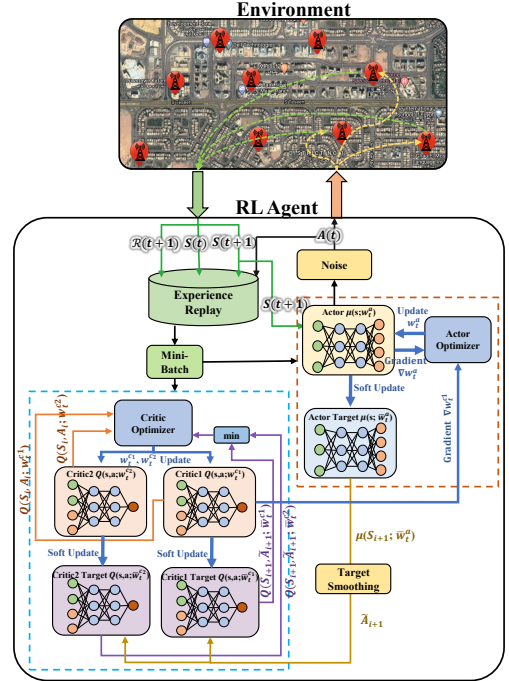 Environment
RL Agent
ℛ(t+1) S(t) S(t+1)
A(t)
Noise
Experience
Replay
S(t+1)
Actor μ(s;w_t^a)
Update
w_t^a
Actor
Optimizer
Gradient
∇w_t^a
Mini-
Batch
Soft Update
Actor Target μ(s; w̅_t^a)
Gradient ∇w_t^{c1}
Critic
Optimizer
min
Q(S_i, A_i; w_t^{c1})
Q(S_i, A_i; w_t^{c2})
w_t^{c1}, w_t^{c2} Update
Critic2 Q(s,a;w_t^{c2})
Critic1 Q(s,a;w_t^{c1})
Soft Update
Soft Update
Q(S_{i+1}, Ã_{i+1}; w̅_t^{c1})
Q(S_{i+1}, Ã_{i+1}; w̅_t^{c2})
μ(S_{i+1}; w̅_t^a)
Critic2 Target Q(s,a;w̅_t^{c2})
Critic1 Target Q(s,a;w̅_t^{c1})
Target
Smoothing
Ã_{i+1}